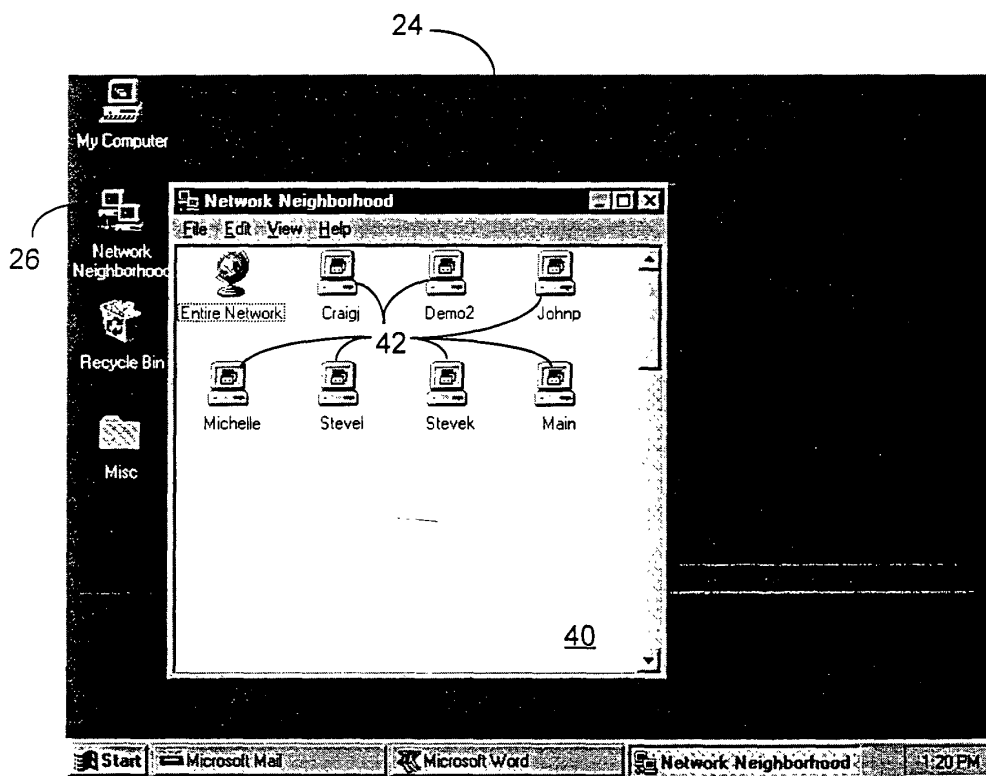 24
My Computer
26
Network
Neighborhood
Recycle Bin
Misc
Network Neighborhood
File Edit View Help
Entire Network Craigj Demo2 Johnp
42
Michelle Stevel Stevek Main
40
Start Microsoft Mail Microsoft Word Network Neighborhood 1:20 PM